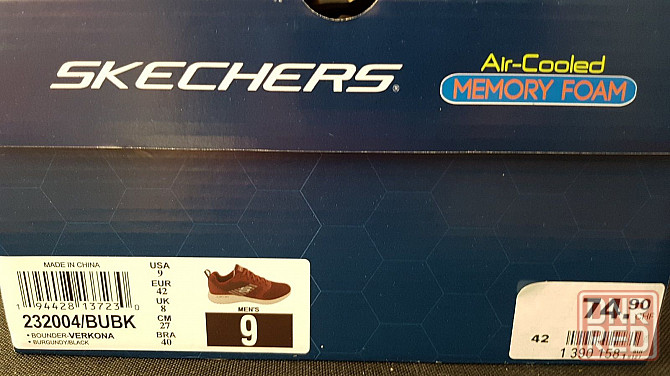 SKECHERS®
Air-Cooled
MEMORY FOAM
MADE IN CHINA
1 94428 13723 0
232004/BUBK
• BOUNDER-VERKONA
• BURGUNDY/BLACK
USA
9
EUR
42
UK
8
CM
27
BRA
40
MEN'S
9
74.90
CHF
42
1 390 158